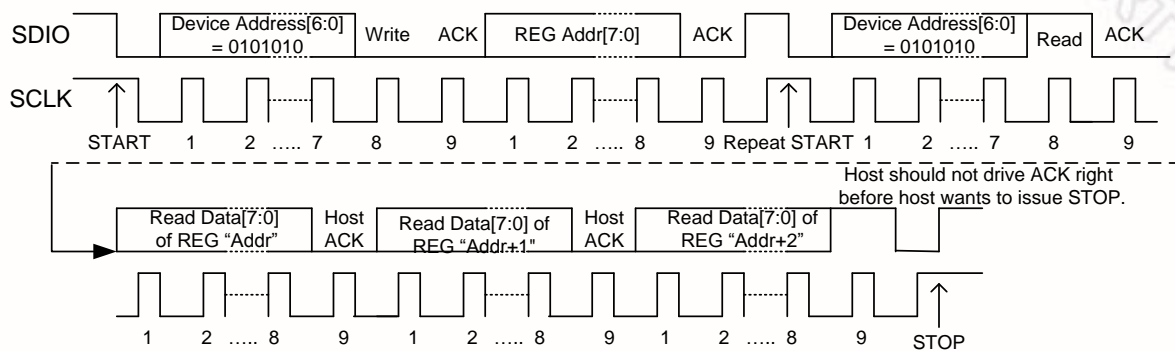 SDIO
Device Address[6:0]
= 0101010
Write
ACK
REG Addr[7:0]
ACK
Device Address[6:0]
= 0101010
Read
ACK
SCLK
START 1 2 ..... 7 8 9 1 2 ..... 8 9 Repeat START 1 2 ..... 7 8 9
Host should not drive ACK right
before host wants to issue STOP.
Read Data[7:0]
of REG “Addr”
Host
ACK
Read Data[7:0] of
REG “Addr+1"
Host
ACK
Read Data[7:0] of
REG “Addr+2”
1 2 ..... 8 9 1 2 ..... 8 9 1 2 ..... 8 9 STOP